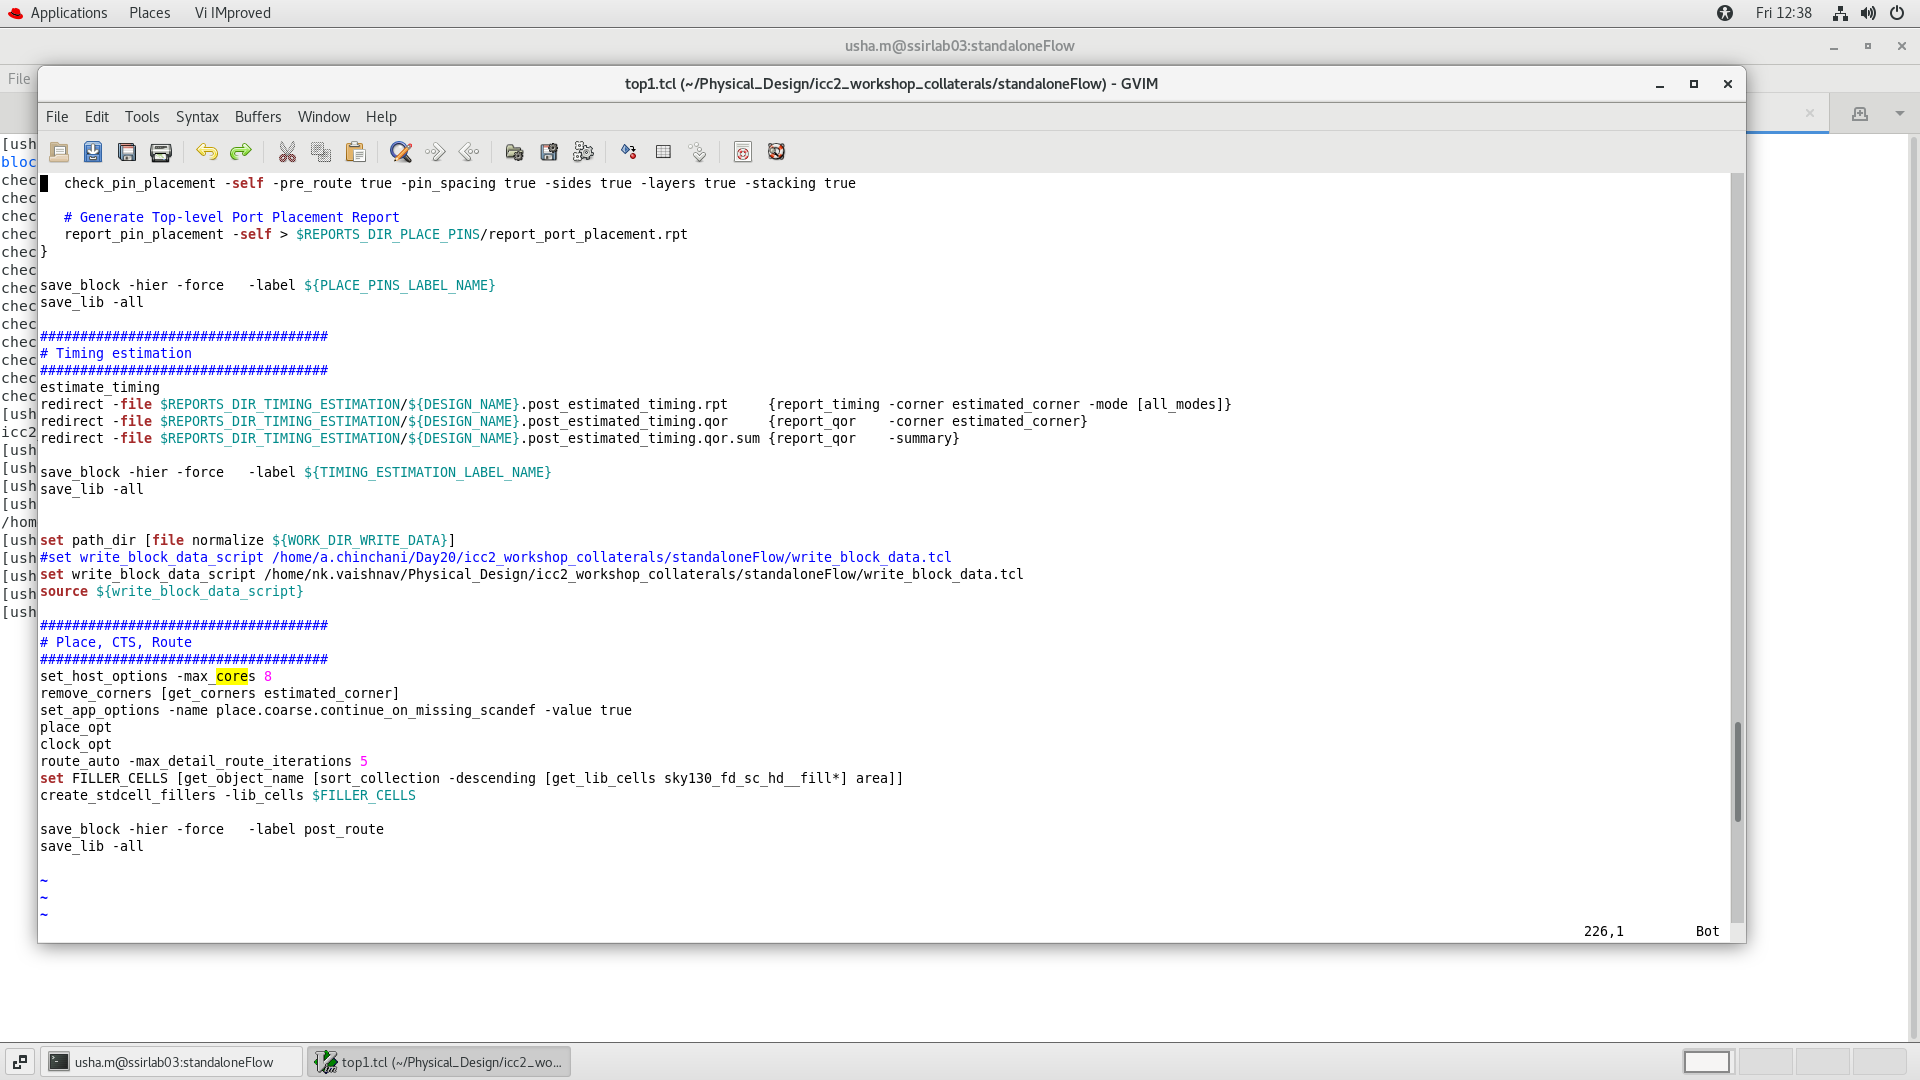 Applications Places Vi IMproved Fri 12:38
usha.m@ssirlab03:standaloneFlow
File
top1.tcl (~/Physical_Design/icc2_workshop_collaterals/standaloneFlow) - GVIM
File Edit Tools Syntax Buffers Window Help
[ush
bloc
chec
chec
chec
chec
chec
chec
chec
chec
chec
chec
chec
chec
chec
[ush
icc2
[ush
[ush
[ush
[ush
/hom
[ush
[ush
[ush
[ush
[ush
check_pin_placement -self -pre_route true -pin_spacing true -sides true -layers true -stacking true
# Generate Top-level Port Placement Report
report_pin_placement -self > $REPORTS_DIR_PLACE_PINS/report_port_placement.rpt
}
save_block -hier -force   -label ${PLACE_PINS_LABEL_NAME}
save_lib -all
####################################
# Timing estimation
####################################
estimate_timing
redirect -file $REPORTS_DIR_TIMING_ESTIMATION/${DESIGN_NAME}.post_estimated_timing.rpt     {report_timing -corner estimated_corner -mode [all_modes]}
redirect -file $REPORTS_DIR_TIMING_ESTIMATION/${DESIGN_NAME}.post_estimated_timing.qor     {report_qor    -corner estimated_corner}
redirect -file $REPORTS_DIR_TIMING_ESTIMATION/${DESIGN_NAME}.post_estimated_timing.qor.sum {report_qor    -summary}
save_block -hier -force   -label ${TIMING_ESTIMATION_LABEL_NAME}
save_lib -all
set path_dir [file normalize ${WORK_DIR_WRITE_DATA}]
#set write_block_data_script /home/a.chinchani/Day20/icc2_workshop_collaterals/standaloneFlow/write_block_data.tcl
set write_block_data_script /home/nk.vaishnav/Physical_Design/icc2_workshop_collaterals/standaloneFlow/write_block_data.tcl
source ${write_block_data_script}
####################################
# Place, CTS, Route
####################################
set_host_options -max_cores 8
remove_corners [get_corners estimated_corner]
set_app_options -name place.coarse.continue_on_missing_scandef -value true
place_opt
clock_opt
route_auto -max_detail_route_iterations 5
set FILLER_CELLS [get_object_name [sort_collection -descending [get_lib_cells sky130_fd_sc_hd__fill*] area]]
create_stdcell_fillers -lib_cells $FILLER_CELLS
save_block -hier -force   -label post_route
save_lib -all
~
~
~
226,1 Bot
usha.m@ssirlab03:standaloneFlow top1.tcl (~/Physical_Design/icc2_wo...